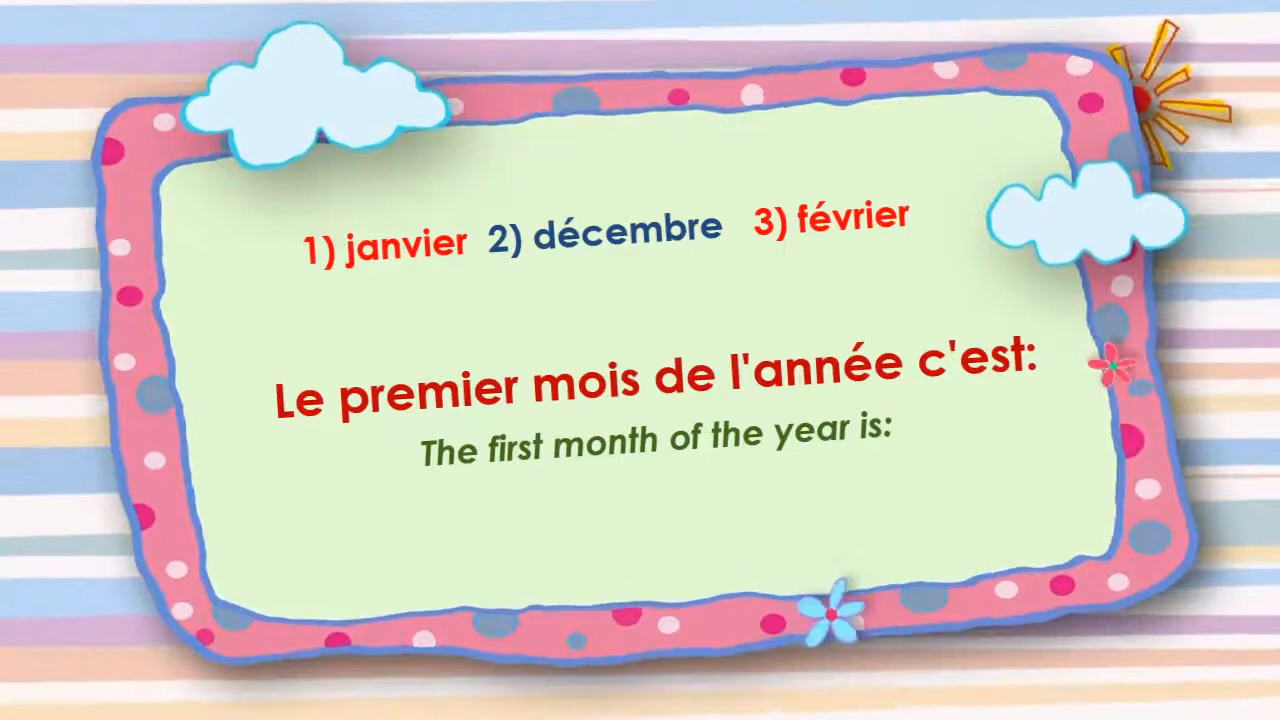 1) janvier 2) décembre 3) février
Le premier mois de l'année c'est:
The first month of the year is: